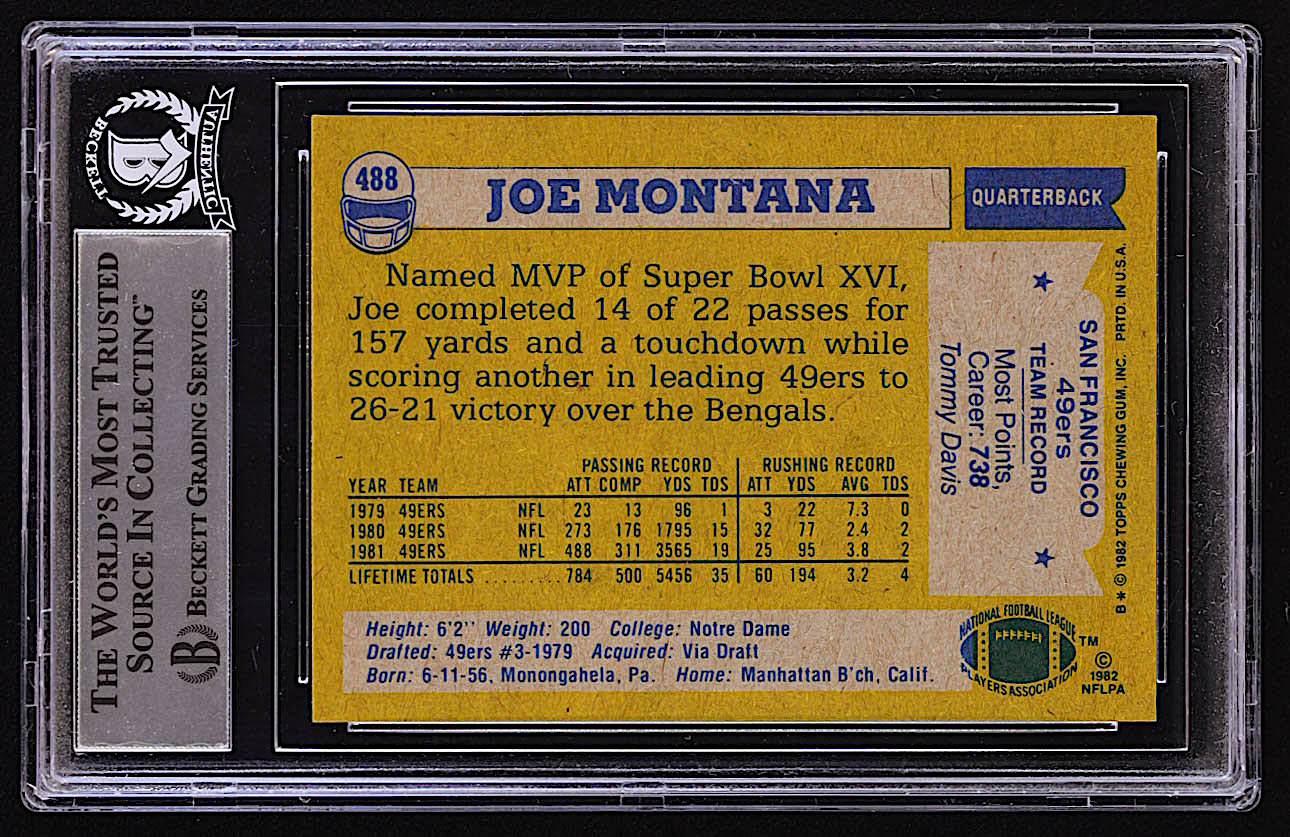 BECKETT
AUTHENTIC
B
THE WORLD'S MOST TRUSTED
SOURCE IN COLLECTING™
B BECKETT GRADING SERVICES
488
JOE MONTANA
QUARTERBACK
Named MVP of Super Bowl XVI,
Joe completed 14 of 22 passes for
157 yards and a touchdown while
scoring another in leading 49ers to
26-21 victory over the Bengals.
PASSING RECORD RUSHING RECORD
YEAR TEAM ATT COMP YDS TDS ATT YDS AVG TDS
1979 49ERS NFL 23 13 96 1 3 22 7.3 0
1980 49ERS NFL 273 176 1795 15 32 77 2.4 2
1981 49ERS NFL 488 311 3565 19 25 95 3.8 2
LIFETIME TOTALS ......... 784 500 5456 35 60 194 3.2 4
Height: 6'2'' Weight: 200 College: Notre Dame
Drafted: 49ers #3-1979 Acquired: Via Draft
Born: 6-11-56, Monongahela, Pa. Home: Manhattan B'ch, Calif.
SAN FRANCISCO
49ers
TEAM RECORD
Most Points,
Career: 738
Tommy Davis
B * © 1982 TOPPS CHEWING GUM, INC. PRTD. IN U.S.A.
NATIONAL FOOTBALL LEAGUE
PLAYERS ASSOCIATION
TM
©
1982
NFLPA